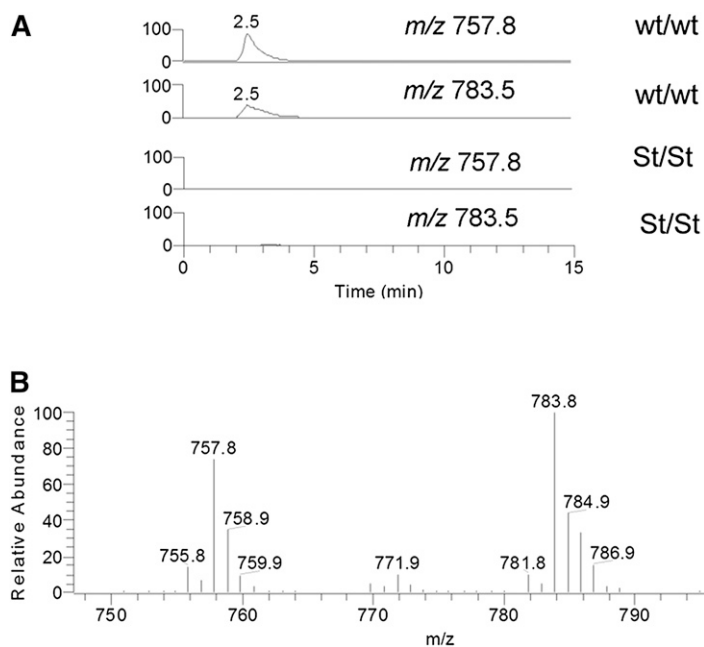 A
2.5
100
0
m/z 757.8
wt/wt
2.5
100
0
m/z 783.5
wt/wt
100
0
m/z 757.8
St/St
100
0
m/z 783.5
St/St
0 5 10 15
Time (min)
B
Relative Abundance
100
80
60
40
20
0
755.8
757.8
758.9
759.9
771.9
781.8
783.8
784.9
786.9
750 760 770 780 790
m/z